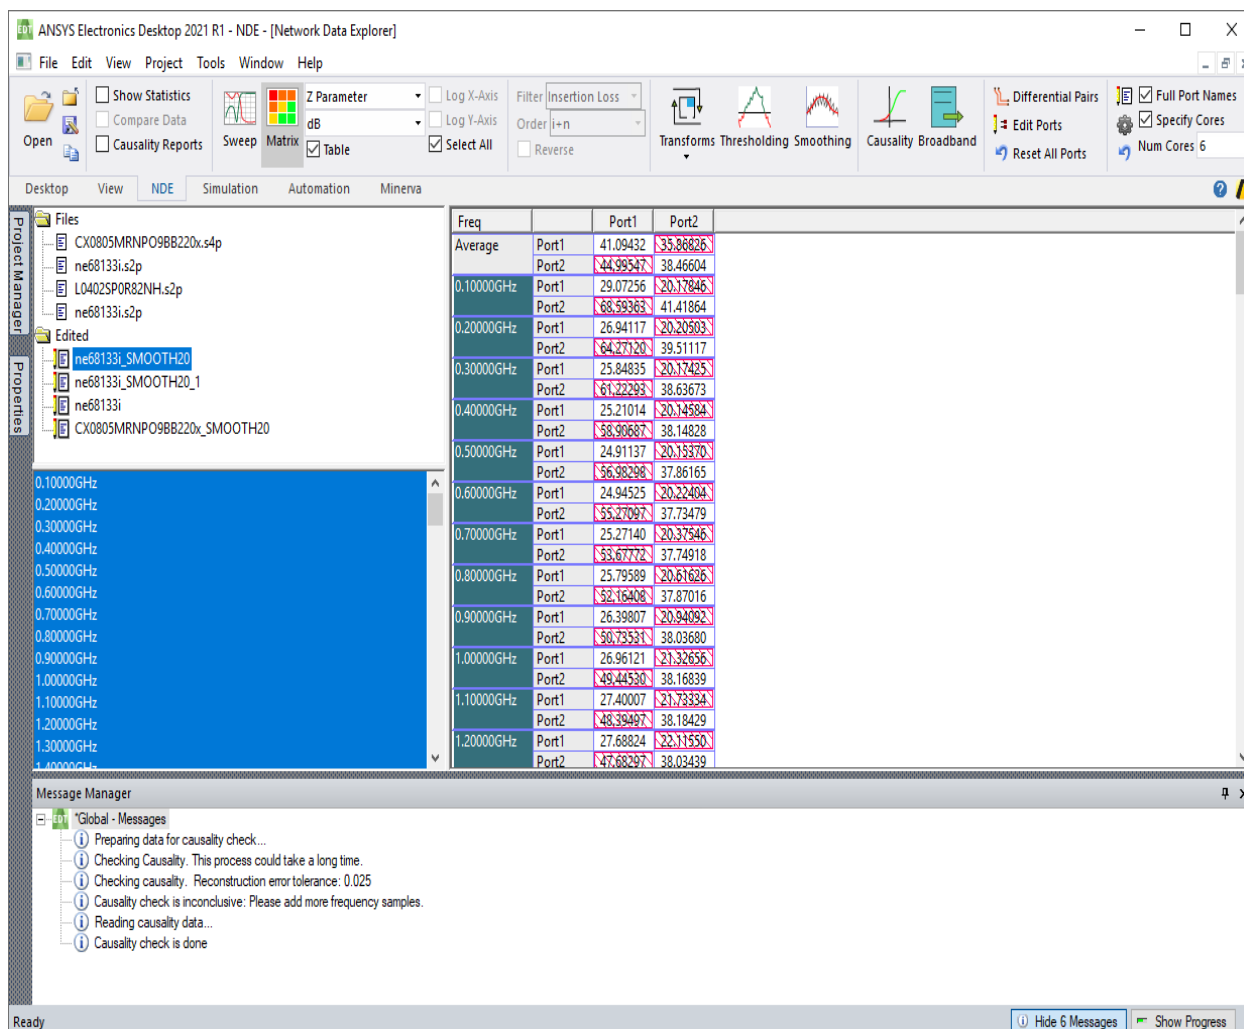 ANSYS Electronics Desktop 2021 R1 - NDE - [Network Data Explorer]
File Edit View Project Tools Window Help
Open
Show Statistics
Compare Data
Causality Reports
Sweep
Matrix
Z Parameter
dB
Table
Log X-Axis
Log Y-Axis
Select All
Filter Insertion Loss
Order i+n
Reverse
Transforms
Thresholding
Smoothing
Causality
Broadband
Differential Pairs
Edit Ports
Reset All Ports
Full Port Names
Specify Cores
Num Cores 6
Desktop View NDE Simulation Automation Minerva
Project Manager
Properties
Files
CX0805MRNPO9BB220x.s4p
ne68133i.s2p
L0402SP0R82NH.s2p
ne68133i.s2p
Edited
ne68133i_SMOOTH20
ne68133i_SMOOTH20_1
ne68133i
CX0805MRNPO9BB220x_SMOOTH20
0.10000GHz
0.20000GHz
0.30000GHz
0.40000GHz
0.50000GHz
0.60000GHz
0.70000GHz
0.80000GHz
0.90000GHz
1.00000GHz
1.10000GHz
1.20000GHz
1.30000GHz
1.40000GHz
Freq Port1 Port2
Average Port1 41.09432 35.86826
Port2 44.99547 38.46604
0.10000GHz Port1 29.07256 20.17846
Port2 68.59363 41.41864
0.20000GHz Port1 26.94117 20.20503
Port2 64.27120 39.51117
0.30000GHz Port1 25.84835 20.17425
Port2 61.22293 38.63673
0.40000GHz Port1 25.21014 20.14584
Port2 58.90687 38.14828
0.50000GHz Port1 24.91137 20.15370
Port2 56.98298 37.86165
0.60000GHz Port1 24.94525 20.22404
Port2 55.27097 37.73479
0.70000GHz Port1 25.27140 20.37546
Port2 53.67772 37.74918
0.80000GHz Port1 25.79589 20.61626
Port2 52.16408 37.87016
0.90000GHz Port1 26.39807 20.94092
Port2 50.73531 38.03680
1.00000GHz Port1 26.96121 21.32656
Port2 49.44530 38.16839
1.10000GHz Port1 27.40007 21.73334
Port2 48.39497 38.18429
1.20000GHz Port1 27.68824 22.11550
Port2 47.68297 38.03439
Message Manager
*Global - Messages
Preparing data for causality check...
Checking Causality. This process could take a long time.
Checking causality. Reconstruction error tolerance: 0.025
Causality check is inconclusive: Please add more frequency samples.
Reading causality data...
Causality check is done
Ready
Hide 6 Messages
Show Progress